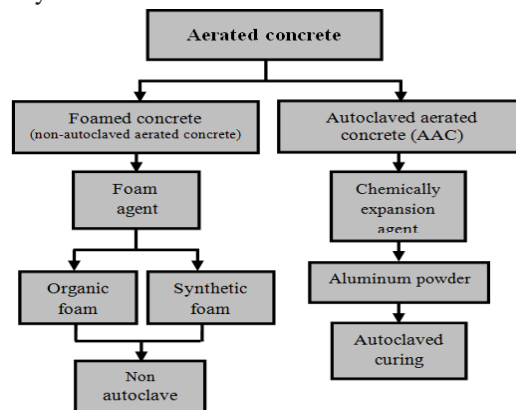 Aerated concrete
Foamed concrete
(non-autoclaved aerated concrete)
Autoclaved aerated
concrete (AAC)
Foam
agent
Chemically
expansion
agent
Organic
foam
Synthetic
foam
Aluminum powder
Non
autoclave
Autoclaved
curing